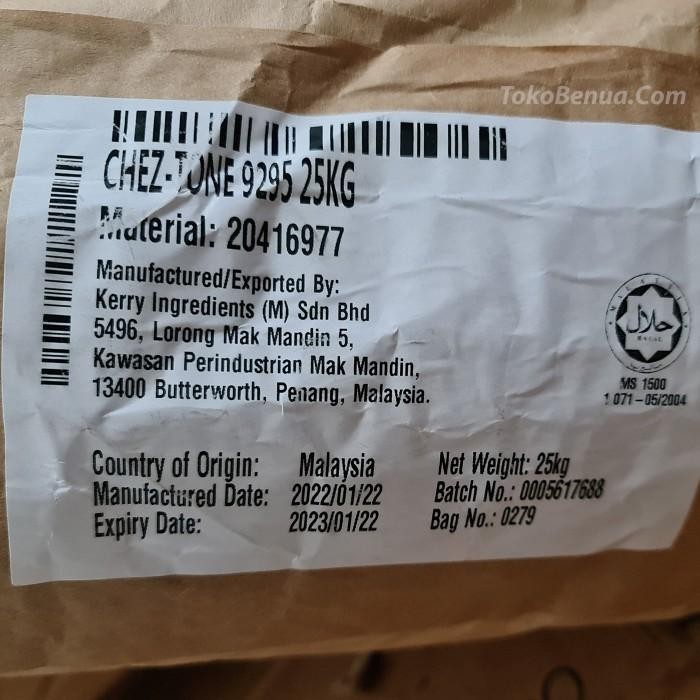 TokoBenua.Com
CHEZ-TONE 9295 25KG
Material: 20416977
Manufactured/Exported By:
Kerry Ingredients (M) Sdn Bhd
5496, Lorong Mak Mandin 5,
Kawasan Perindustrian Mak Mandin,
13400 Butterworth, Penang, Malaysia.
حلال
HALAL
MS 1500
1 071-05/2004
Country of Origin: Malaysia Net Weight: 25kg
Manufactured Date: 2022/01/22 Batch No.: 0005617688
Expiry Date: 2023/01/22 Bag No.: 0279